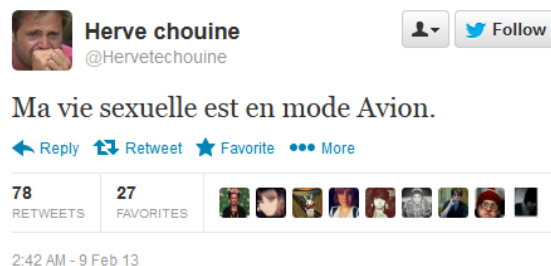 Herve chouine
@Hervetechouine
Follow
Ma vie sexuelle est en mode Avion.
Reply Retweet Favorite More
78 27
RETWEETS FAVORITES
2:42 AM - 9 Feb 13